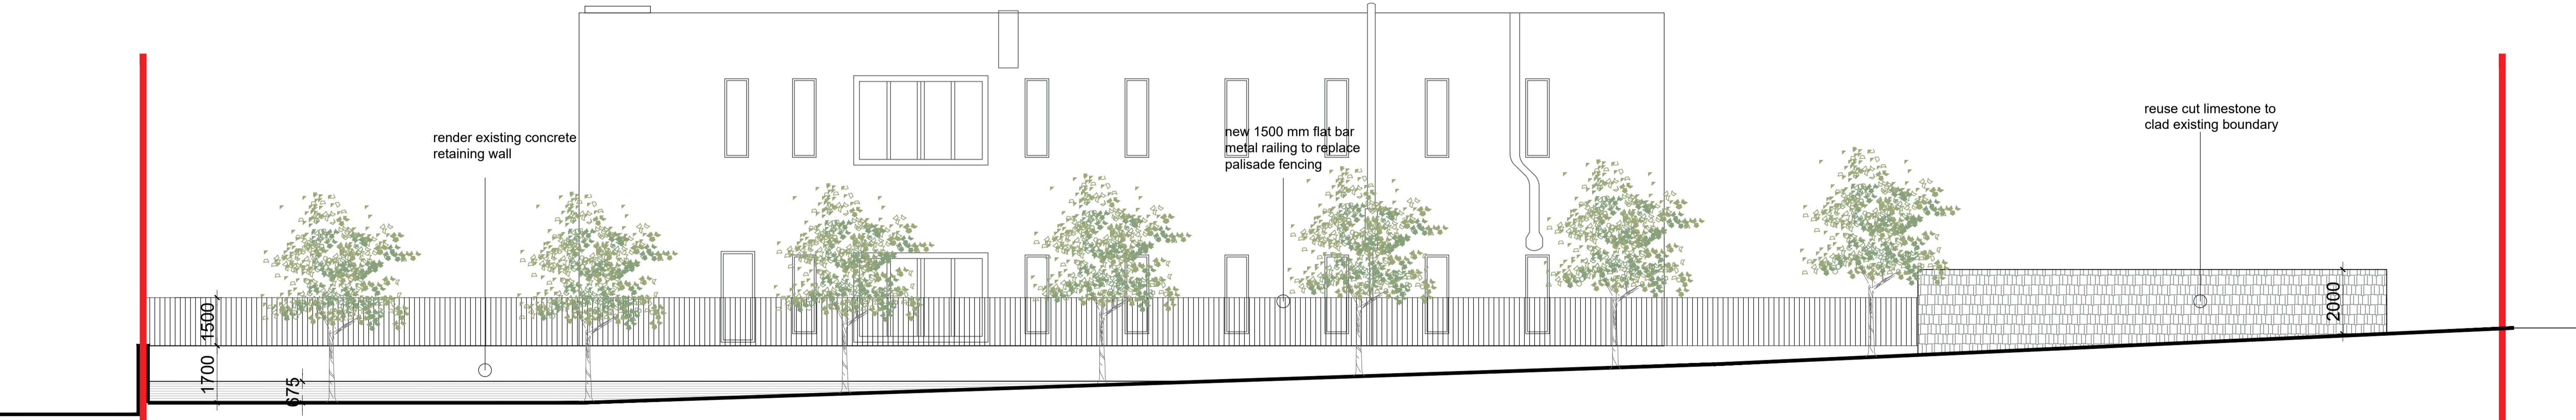 render existing concrete
retaining wall
new 1500 mm flat bar
metal railing to replace
palisade fencing
reuse cut limestone to
clad existing boundary
1500
1700
675
2000